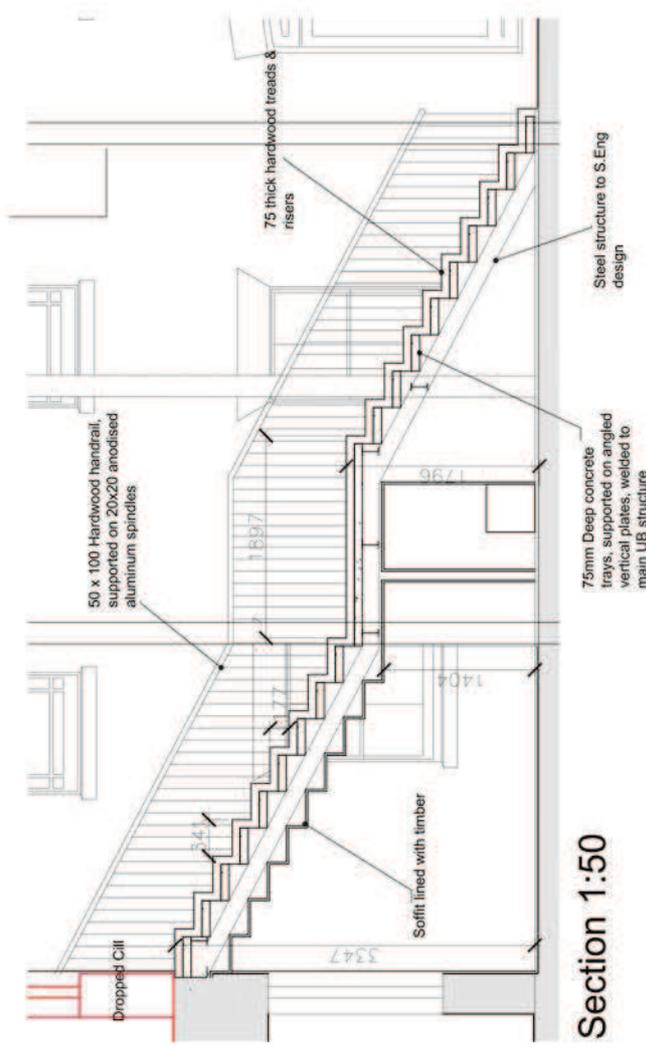 50 x 100 Hardwood handrail,
supported on 20x20 anodised
aluminum spindles
75 thick hardwood treads &
risers
Dropped Cill
1897
177
341
1796
1404
3347
Soffit lined with timber
75mm Deep concrete
trays, supported on angled
vertical plates, welded to
main UB structure
Steel structure to S.Eng
design
Section 1:50